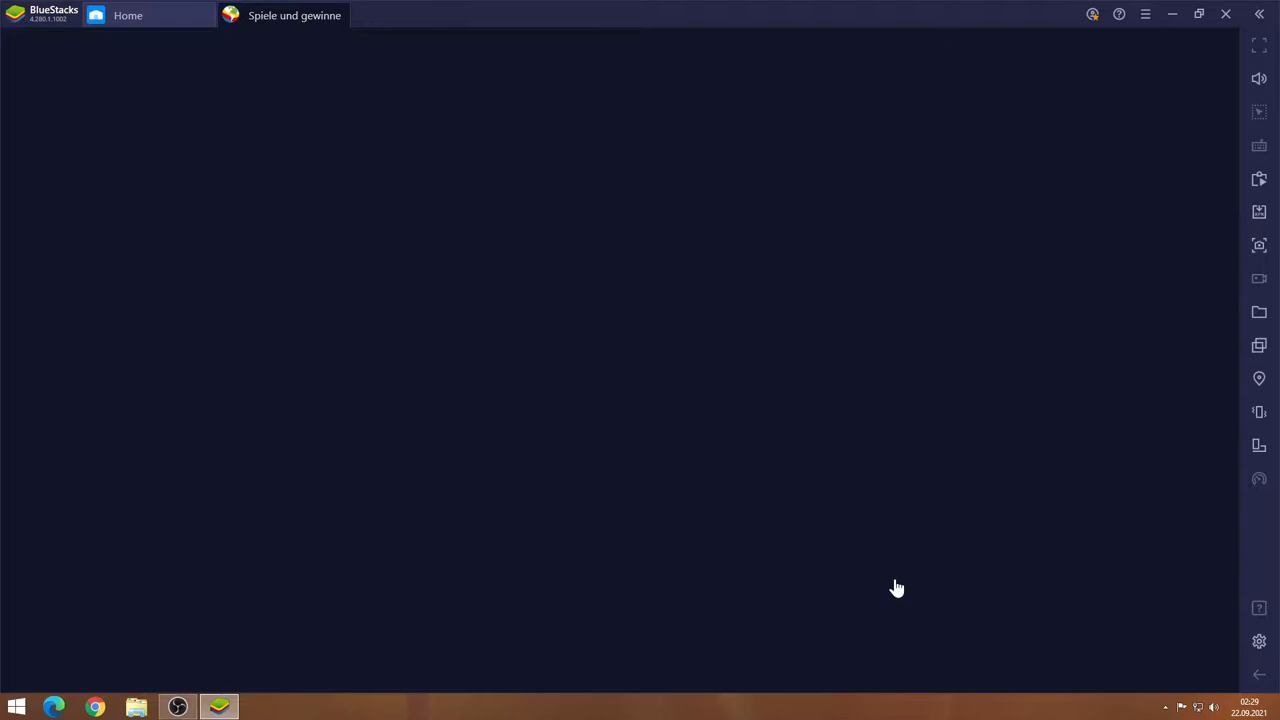 BlueStacks
4.280.1.1002
Home
Spiele und gewinne
02:29
22.09.2021